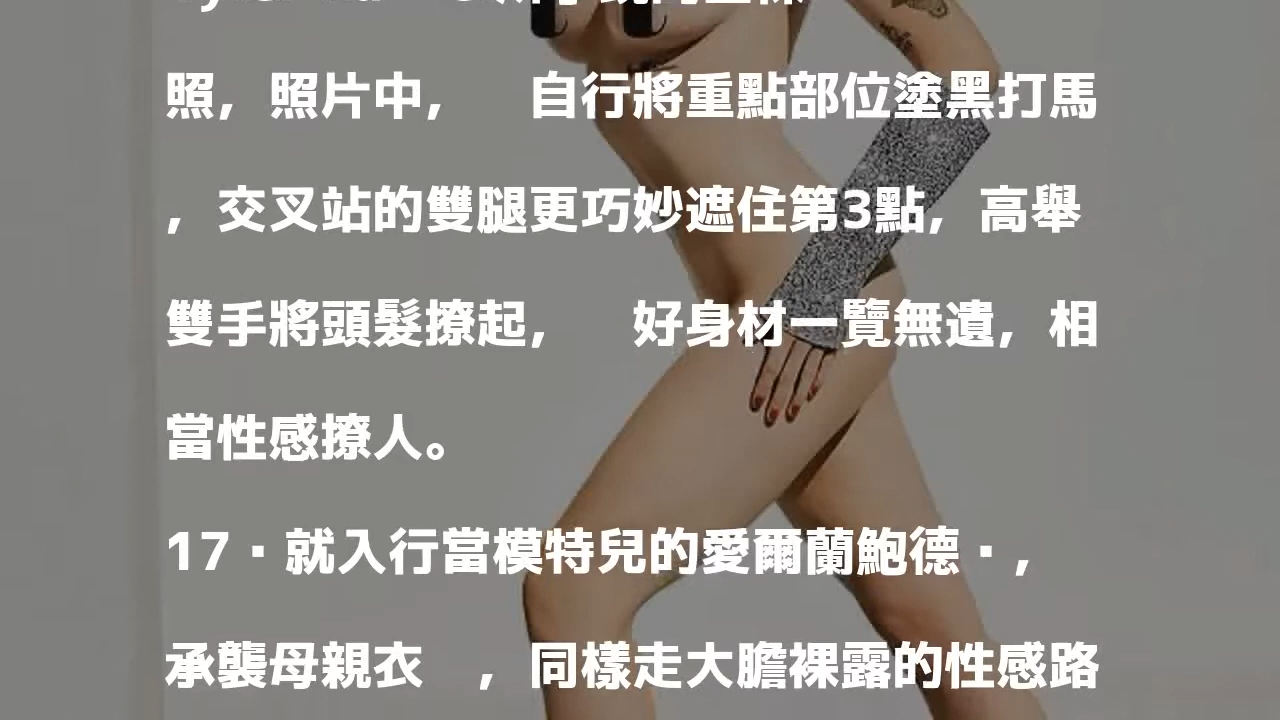 照，照片中，　自行將重點部位塗黑打馬
，交叉站的雙腿更巧妙遮住第3點，高舉
雙手將頭髮撩起，　好身材一覽無遺，相
當性感撩人。
17·就入行當模特兒的愛爾蘭鮑德·，
承襲母親衣　，同樣走大膽裸露的性感路